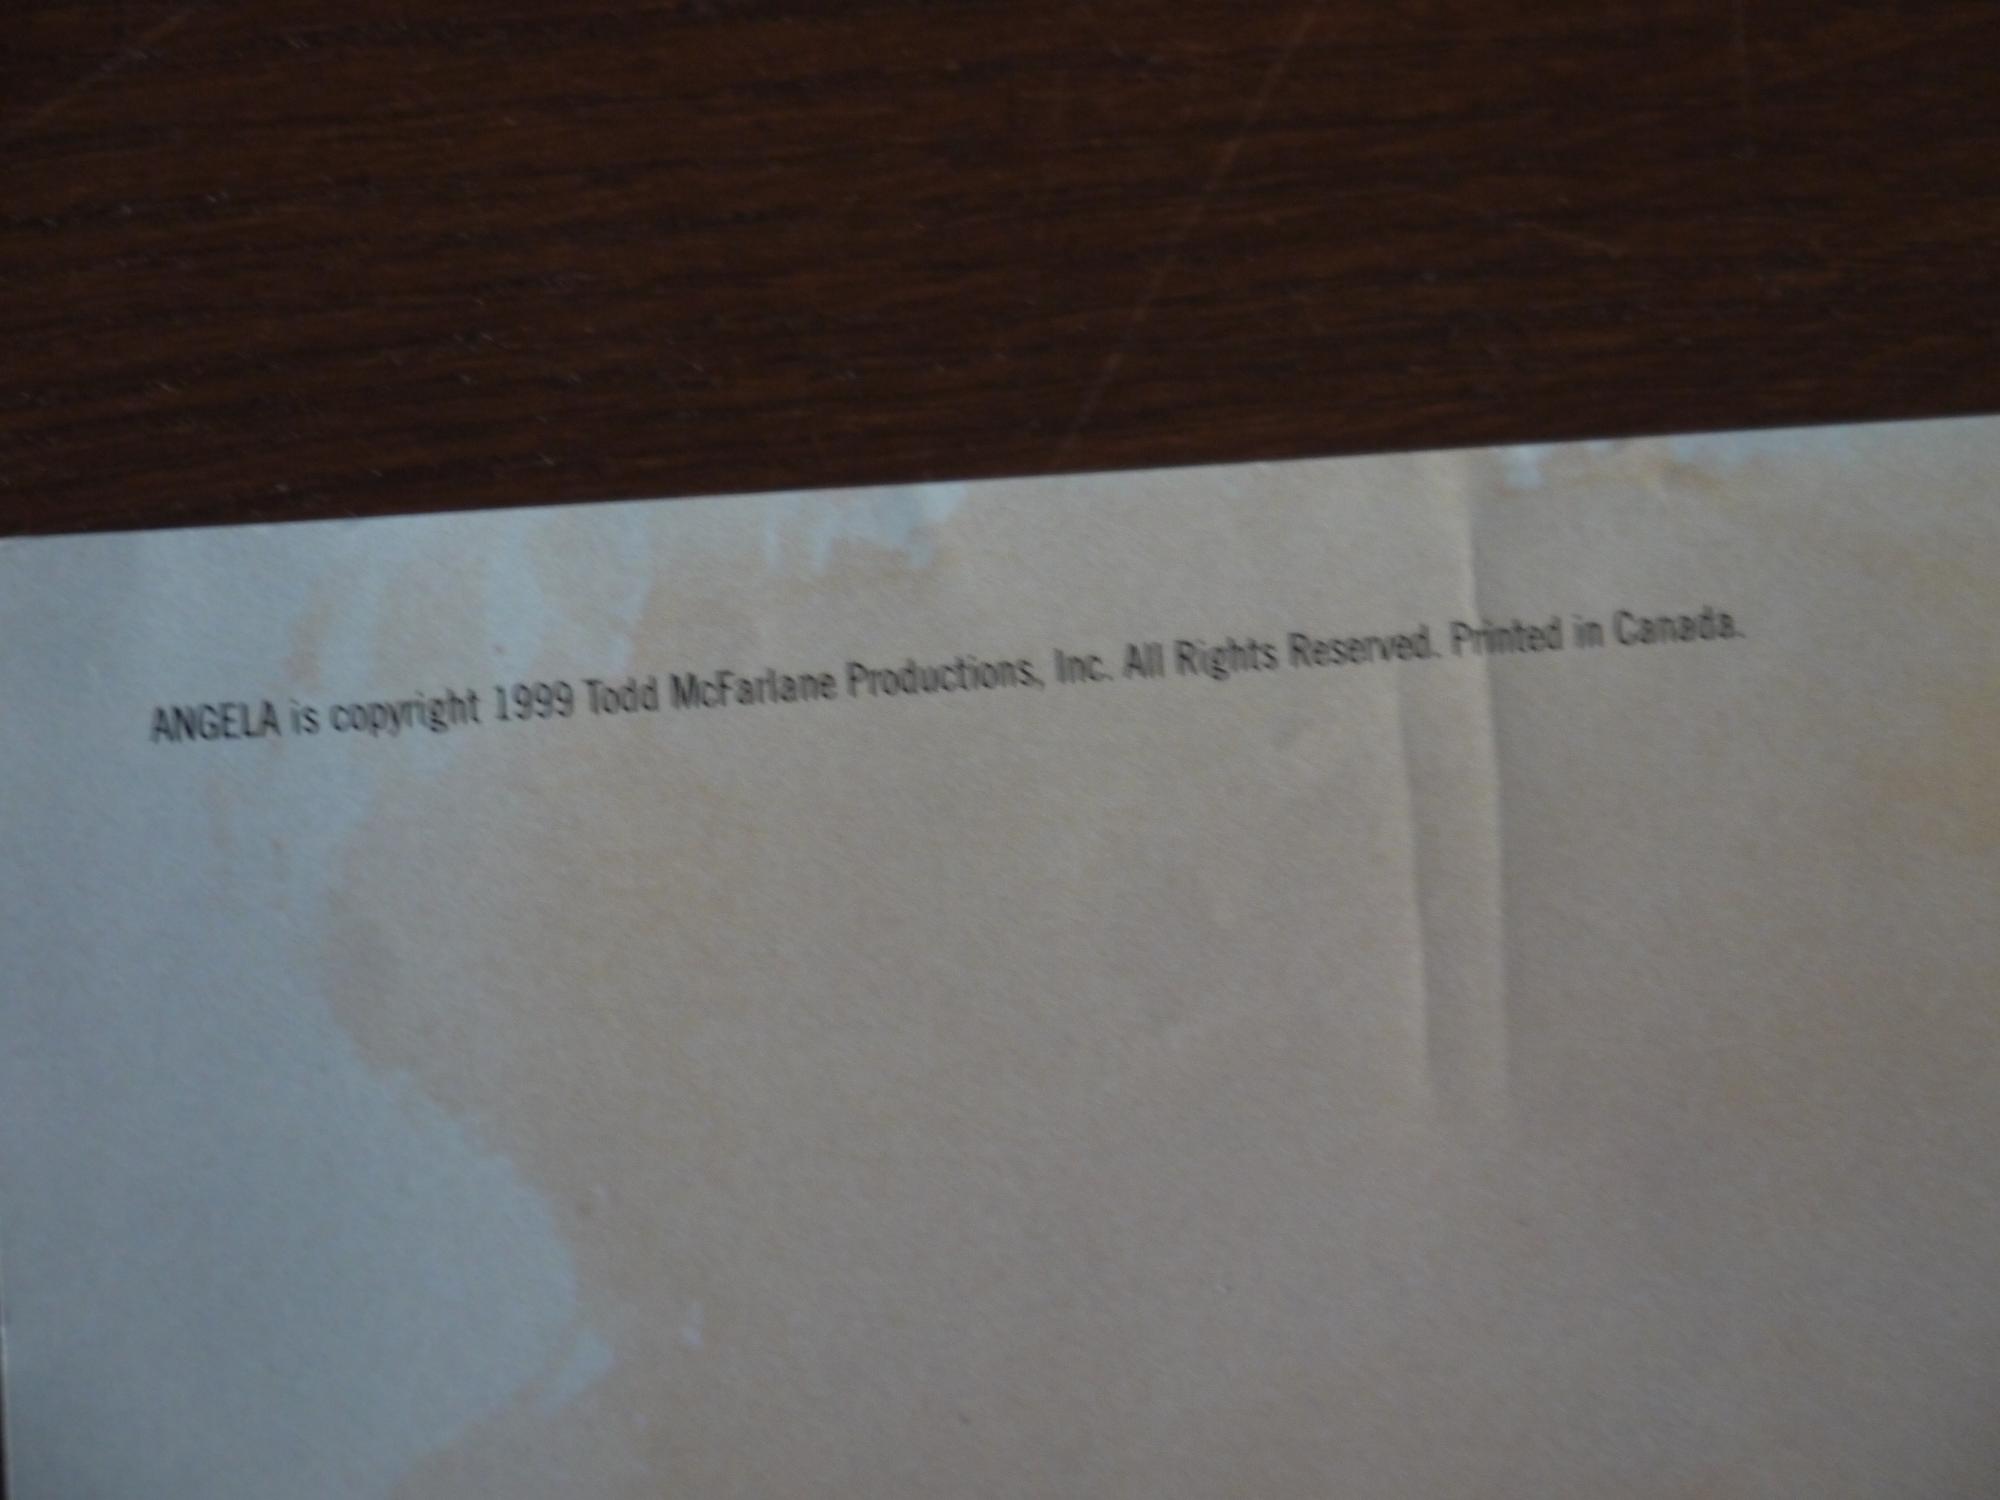 ANGELA is copyright 1999 Todd McFarlane Productions, Inc. All Rights Reserved. Printed in Canada.